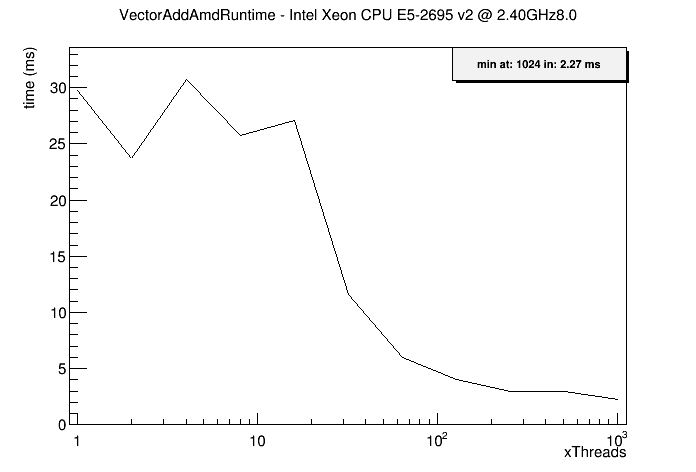 VectorAddAmdRuntime - Intel Xeon CPU E5-2695 v2 @ 2.40GHz8.0
min at: 1024 in: 2.27 ms
time (ms)
30
25
20
15
10
5
0
1
10
10²
10³
xThreads